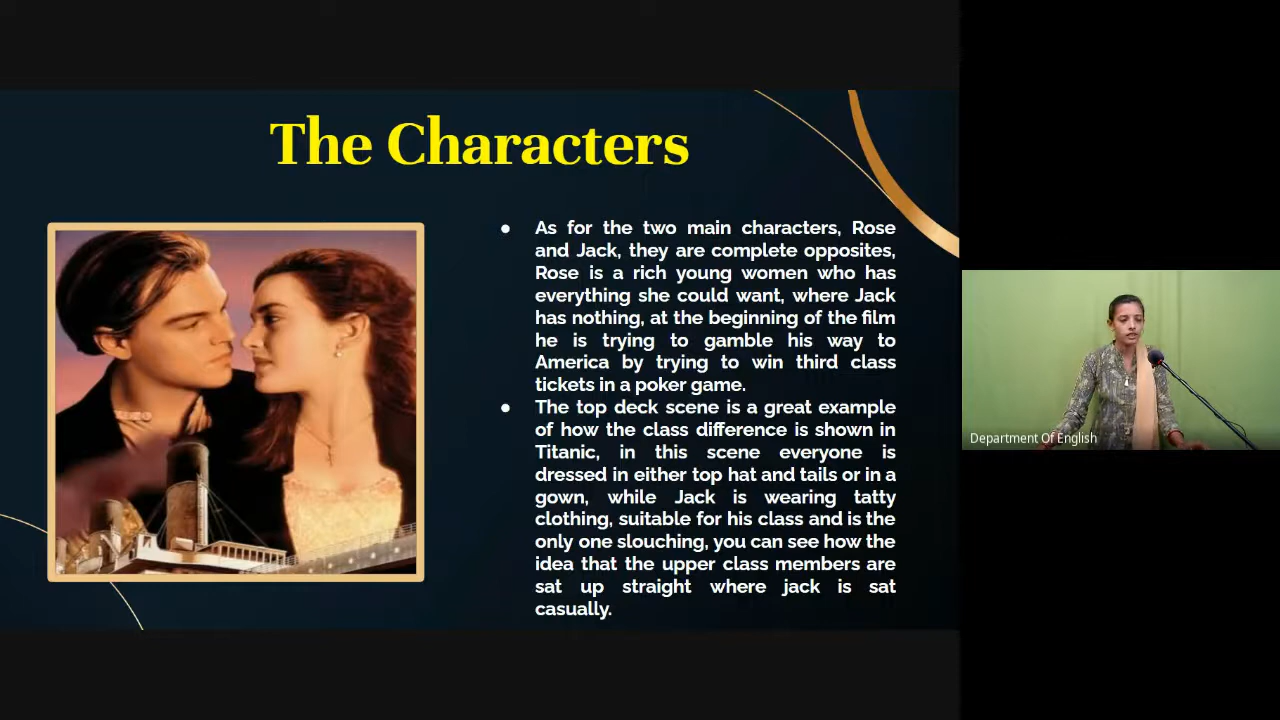 The Characters
As for the two main characters, Rose
and Jack, they are complete opposites,
Rose is a rich young women who has
everything she could want, where Jack
has nothing, at the beginning of the film
he is trying to gamble his way to
America by trying to win third class
tickets in a poker game.
The top deck scene is a great example
of how the class difference is shown in
Titanic, in this scene everyone is
dressed in either top hat and tails or in a
gown, while Jack is wearing tatty
clothing, suitable for his class and is the
only one slouching, you can see how the
idea that the upper class members are
sat up straight where jack is sat
casually.
Department Of English